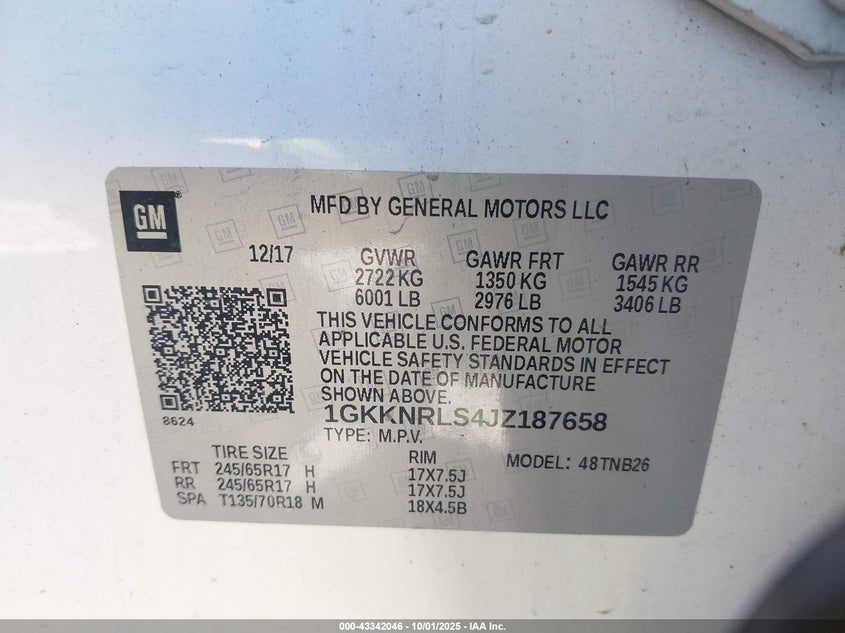 GM
MFD BY GENERAL MOTORS LLC
12/17 GVWR GAWR FRT GAWR RR
2722 KG 1350 KG 1545 KG
6001 LB 2976 LB 3406 LB
THIS VEHICLE CONFORMS TO ALL
APPLICABLE U.S. FEDERAL MOTOR
VEHICLE SAFETY STANDARDS IN EFFECT
ON THE DATE OF MANUFACTURE
SHOWN ABOVE.
8624
1GKKNRLS4JZ187658
TYPE: M.P.V.
TIRE SIZE RIM MODEL: 48TNB26
FRT 245/65R17 H 17X7.5J
RR 245/65R17 H 17X7.5J
SPA T135/70R18 M 18X4.5B
000-43342046 - 10/01/2025 - IAA Inc.